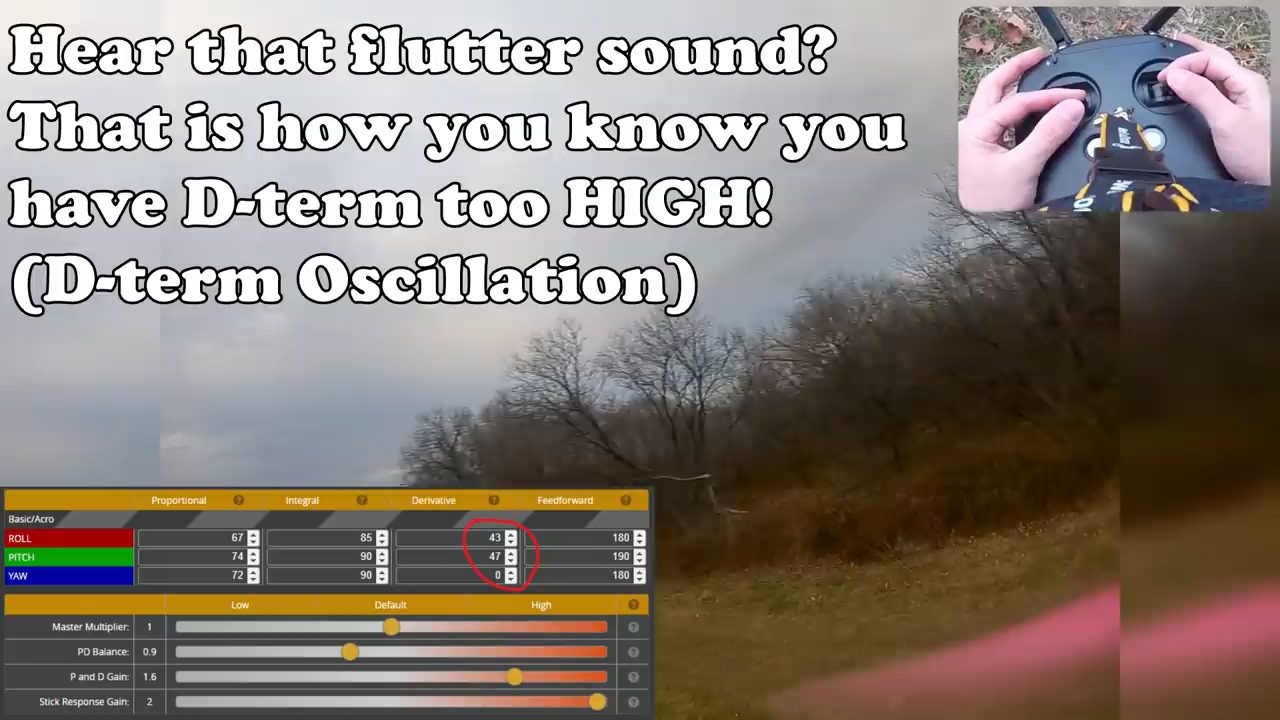 Hear that flutter sound?
That is how you know you
have D-term too HIGH!
(D-term Oscillation)
Proportional Integral Derivative Feedforward
Basic/Acro
ROLL 67 85 43 180
PITCH 74 90 47 190
YAW 72 90 0 180
Low Default High
Master Multiplier: 1
PD Balance: 0.9
P and D Gain: 1.6
Stick Response Gain: 2